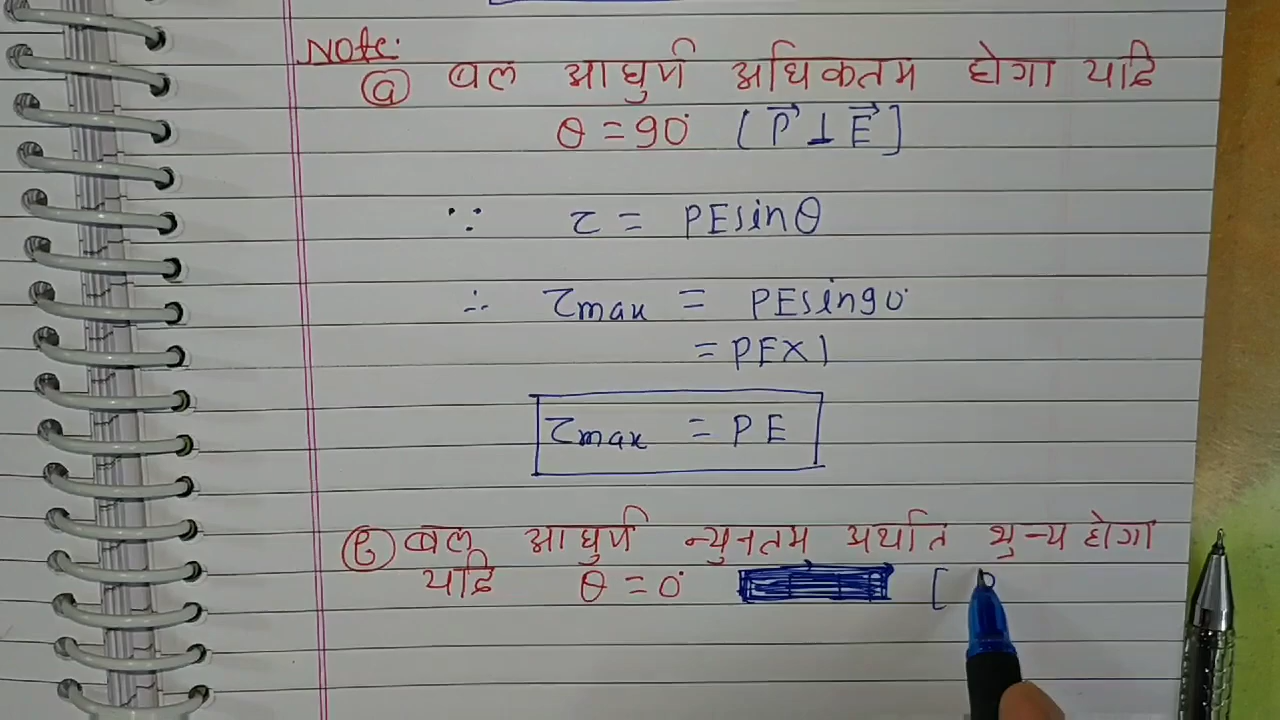 Note:
(a) बल आघुर्ण अधिकतम होगा यदि
θ = 90° [P⃗ ⊥ E⃗]
∵ τ = PEsinθ
∴ τmax = PEsin90°
= PE×1
τmax = PE
(b) बल आघुर्ण न्युनतम अर्थात शुन्य होगा
यदि θ = 0° [